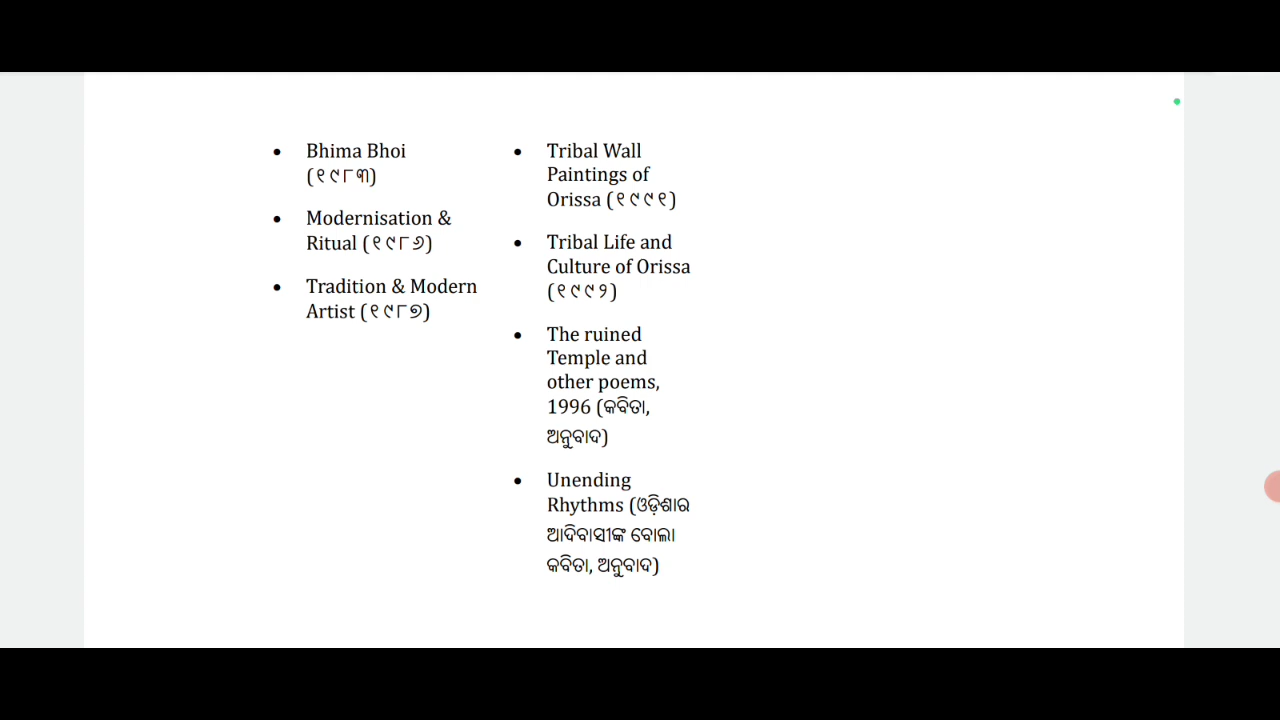 • Bhima Bhoi
(୧୯୮୩)
• Modernisation &
Ritual (୧୯୮୬)
• Tradition & Modern
Artist (୧୯୮୭)
• Tribal Wall
Paintings of
Orissa (୧୯୯୧)
• Tribal Life and
Culture of Orissa
(୧୯୯୨)
• The ruined
Temple and
other poems,
1996 (କବିତା,
ଅନୁବାଦ)
• Unending
Rhythms (ଓଡ଼ିଶାର
ଆଦିବାସୀଙ୍କ ବୋଲା
କବିତା, ଅନୁବାଦ)